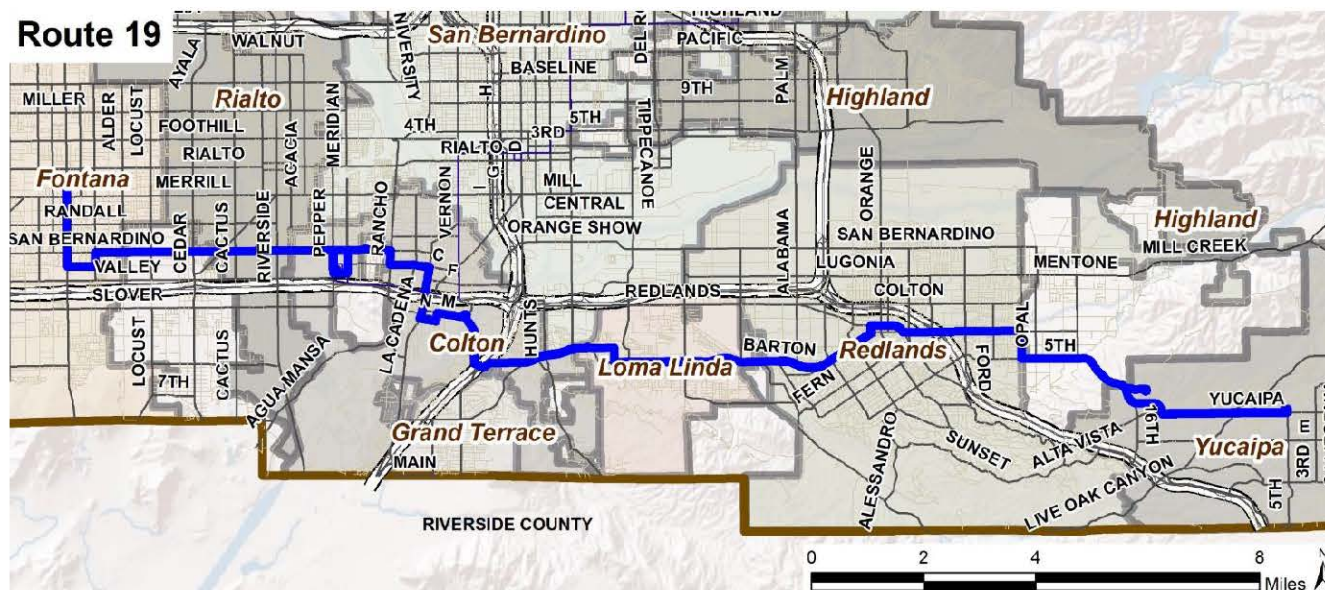 Route 19
HIGHLAND
WALNUT
San Bernardino
PACIFIC
AYALA
NIVERSITY
DEL RO
BASELINE
MILLER
ALDER
LOCUST
Rialto
MERIDIAN
H
9TH
PALM
Highland
FOOTHILL
4TH
5TH
TIPPECANOE
3RD
D
RIALTO
RIALTO
ACACIA
G
I
Fontana
MERRILL
MILL
VERNON
CENTRAL
ORANGE
RANDALL
PEPPER
RANCHO
ORANGE SHOW
ALABAMA
Highland
SAN BERNARDINO
CEDAR
CACTUS
RIVERSIDE
SAN BERNARDINO
MILL CREEK
VALLEY
C
F
LUGONIA
MENTONE
SLOVER
LA CADENA
N
M
REDLANDS
COLTON
HUNTS
OPAL
LOCUST
CACTUS
Colton
BARTON
Redlands
5TH
7TH
AGUA MANSA
Loma Linda
FERN
FORD
YUCAIPA
16TH
Grand Terrace
ALESSANDRO
SUNSET
ALTA VISTA
Yucaipa
E
3RD
MAIN
LIVE OAK CANYON
5TH
RIVERSIDE COUNTY
0 2 4 6 8
Miles
N